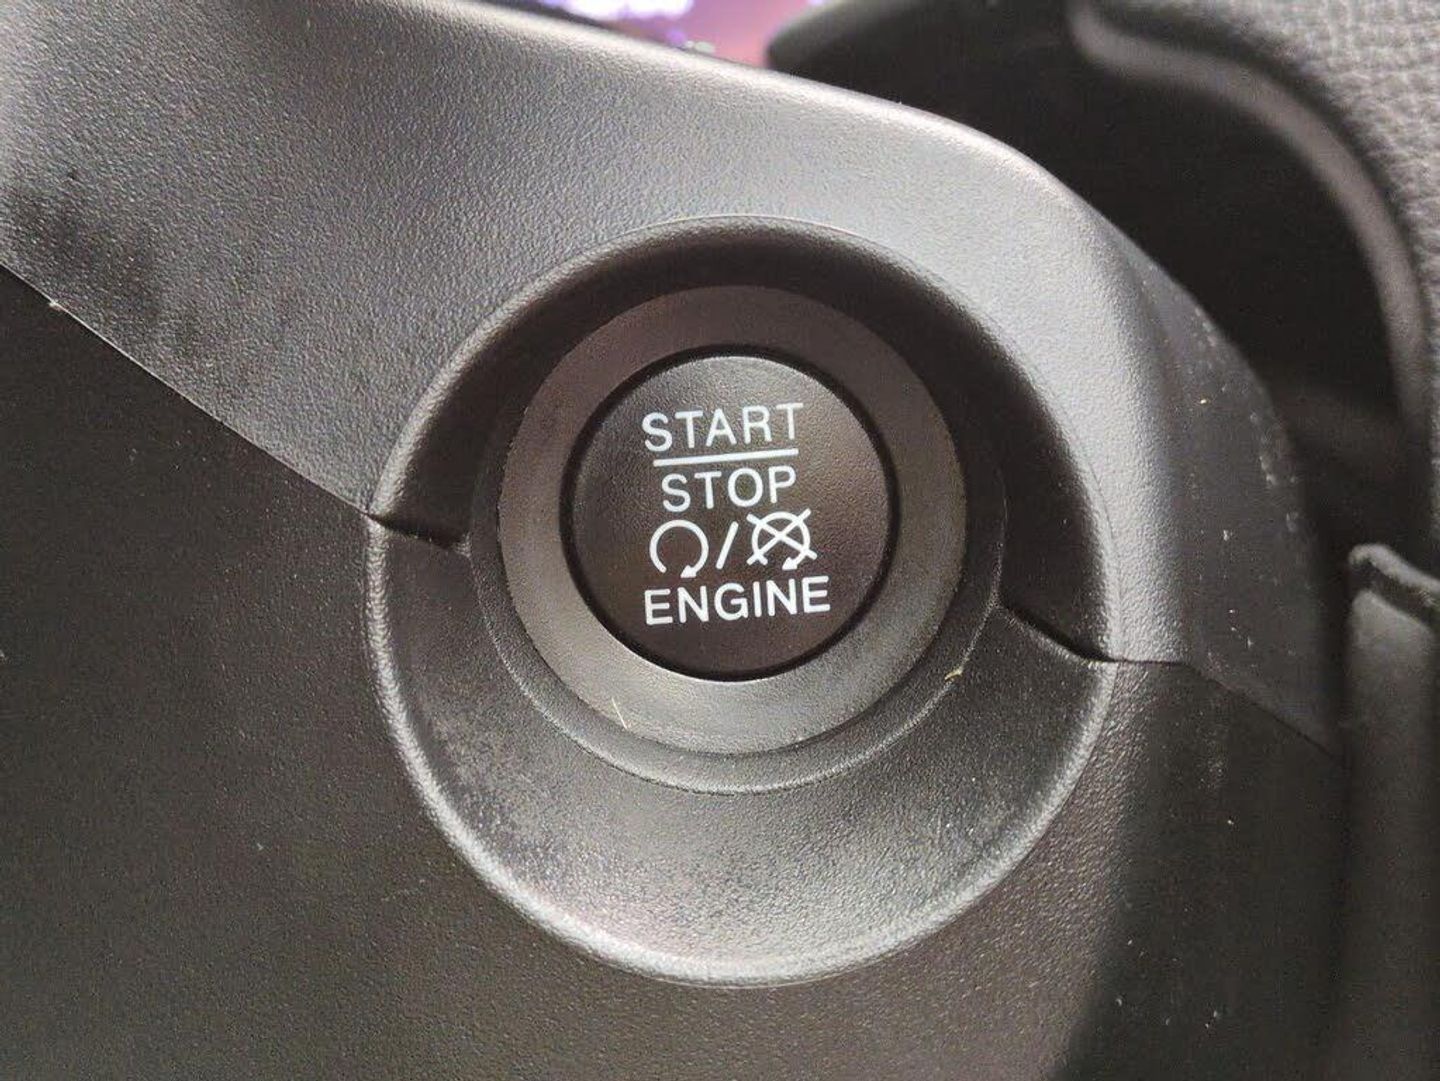 START
STOP
/
ENGINE